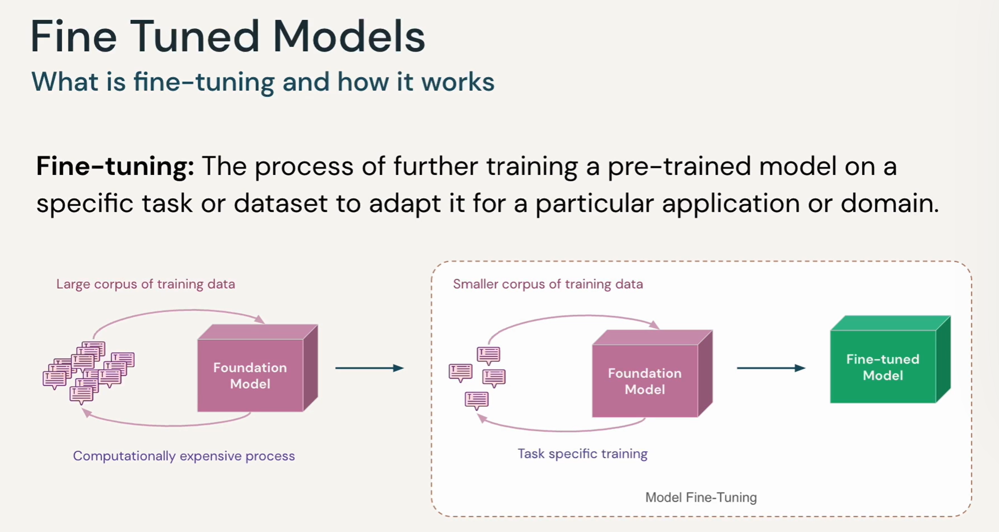 Fine Tuned Models
What is fine-tuning and how it works
Fine-tuning: The process of further training a pre-trained model on a
specific task or dataset to adapt it for a particular application or domain.
Large corpus of training data
Foundation
Model
Computationally expensive process
Smaller corpus of training data
Foundation
Model
Task specific training
Fine-tuned
Model
Model Fine-Tuning